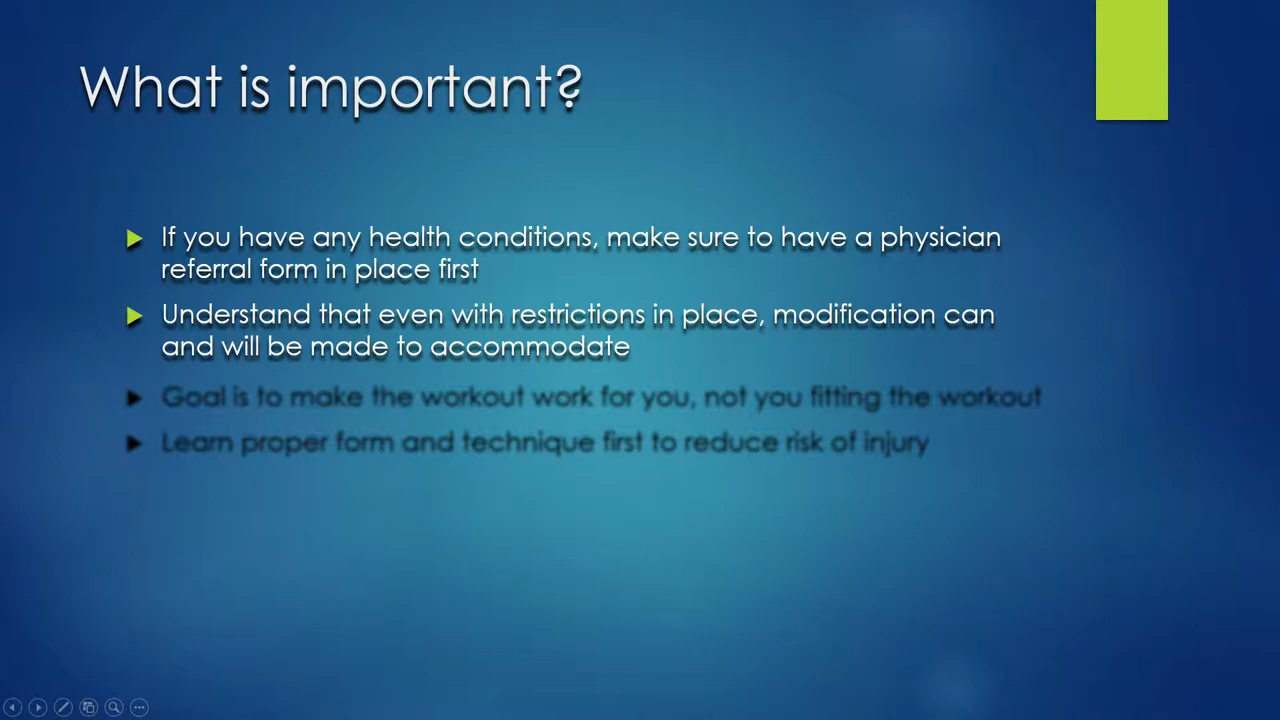 What is important?
If you have any health conditions, make sure to have a physician
referral form in place first
Understand that even with restrictions in place, modification can
and will be made to accommodate
Goal is to make the workout work for you, not you fitting the workout
Learn proper form and technique first to reduce risk of injury